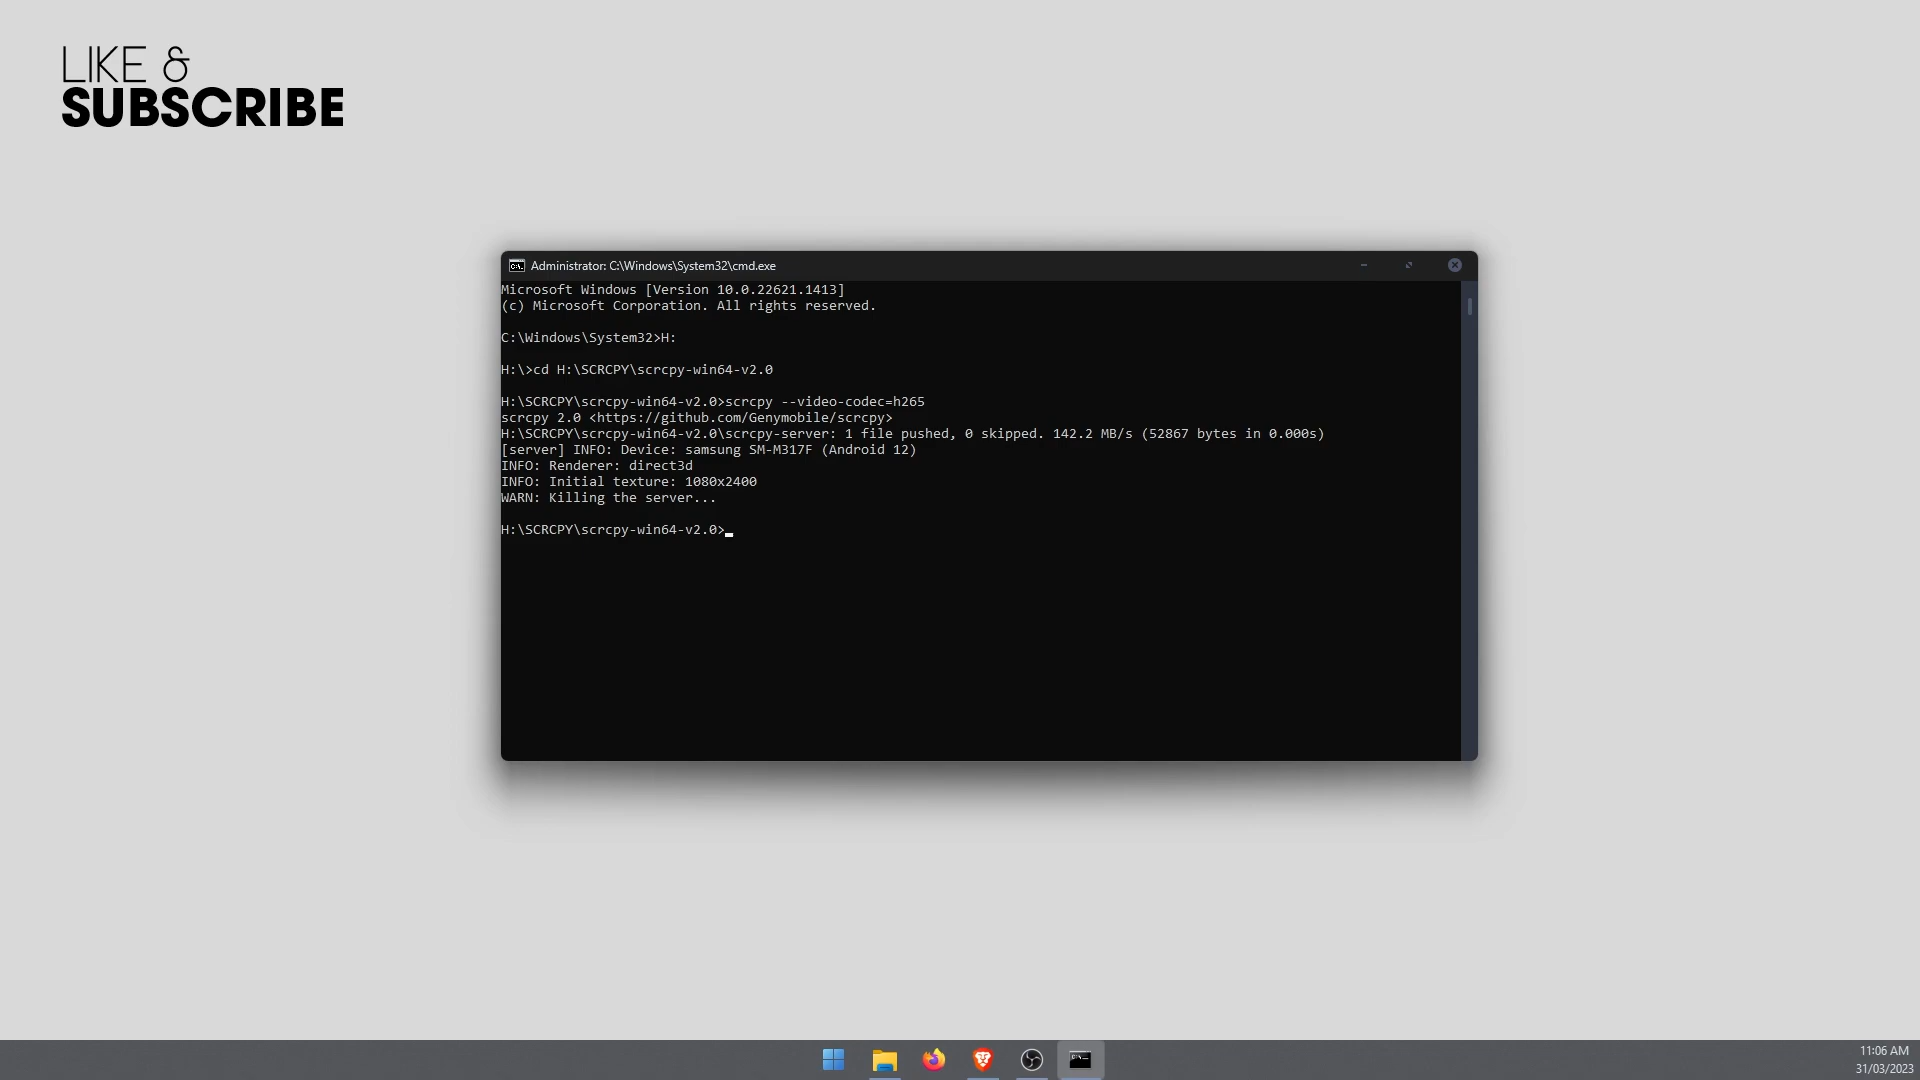 LIKE &
SUBSCRIBE
Administrator: C:\Windows\System32\cmd.exe
Microsoft Windows [Version 10.0.22621.1413]
(c) Microsoft Corporation. All rights reserved.
C:\Windows\System32>H:
H:\>cd H:\SCRCPY\scrcpy-win64-v2.0
H:\SCRCPY\scrcpy-win64-v2.0>scrcpy --video-codec=h265
scrcpy 2.0 <https://github.com/Genymobile/scrcpy>
H:\SCRCPY\scrcpy-win64-v2.0\scrcpy-server: 1 file pushed, 0 skipped. 142.2 MB/s (52867 bytes in 0.000s)
[server] INFO: Device: samsung SM-M317F (Android 12)
INFO: Renderer: direct3d
INFO: Initial texture: 1080x2400
WARN: Killing the server...
H:\SCRCPY\scrcpy-win64-v2.0>
11:06 AM
31/03/2023